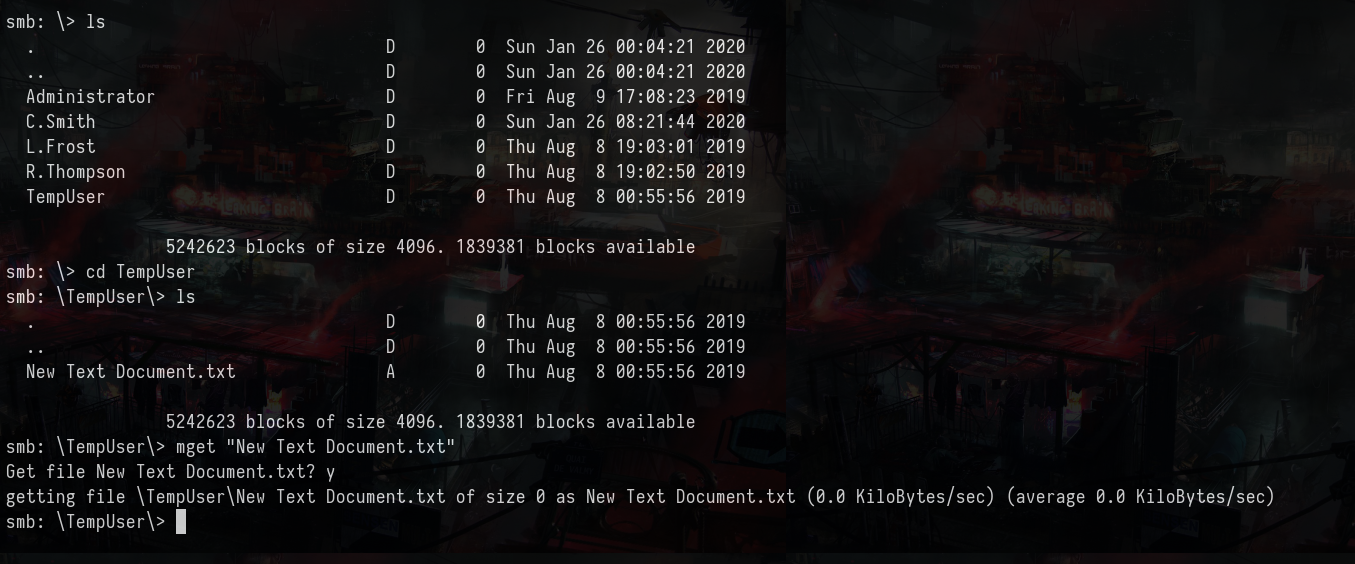 smb: \> ls
  .                                   D        0  Sun Jan 26 00:04:21 2020
  ..                                  D        0  Sun Jan 26 00:04:21 2020
  Administrator                       D        0  Fri Aug  9 17:08:23 2019
  C.Smith                             D        0  Sun Jan 26 08:21:44 2020
  L.Frost                             D        0  Thu Aug  8 19:03:01 2019
  R.Thompson                          D        0  Thu Aug  8 19:02:50 2019
  TempUser                            D        0  Thu Aug  8 00:55:56 2019
                5242623 blocks of size 4096. 1839381 blocks available
smb: \> cd TempUser
smb: \TempUser\> ls
  .                                   D        0  Thu Aug  8 00:55:56 2019
  ..                                  D        0  Thu Aug  8 00:55:56 2019
  New Text Document.txt               A        0  Thu Aug  8 00:55:56 2019
                5242623 blocks of size 4096. 1839381 blocks available
smb: \TempUser\> mget "New Text Document.txt"
Get file New Text Document.txt? y
getting file \TempUser\New Text Document.txt of size 0 as New Text Document.txt (0.0 KiloBytes/sec) (average 0.0 KiloBytes/sec)
smb: \TempUser\>